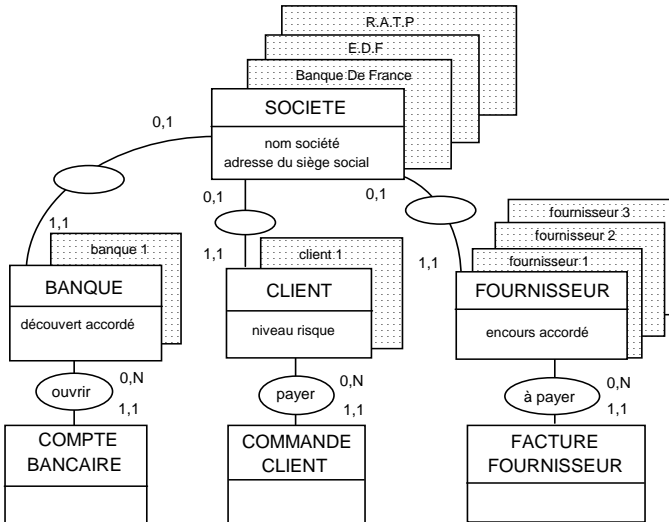 R.A.T.P
E.D.F
Banque De France
SOCIETE
nom société
adresse du siège social
0,1
0,1
0,1
1,1
1,1
1,1
banque 1
BANQUE
découvert accordé
client 1
CLIENT
niveau risque
fournisseur 3
fournisseur 2
fournisseur 1
FOURNISSEUR
encours accordé
ouvrir
0,N
1,1
payer
0,N
1,1
à payer
0,N
1,1
COMPTE
BANCAIRE
COMMANDE
CLIENT
FACTURE
FOURNISSEUR